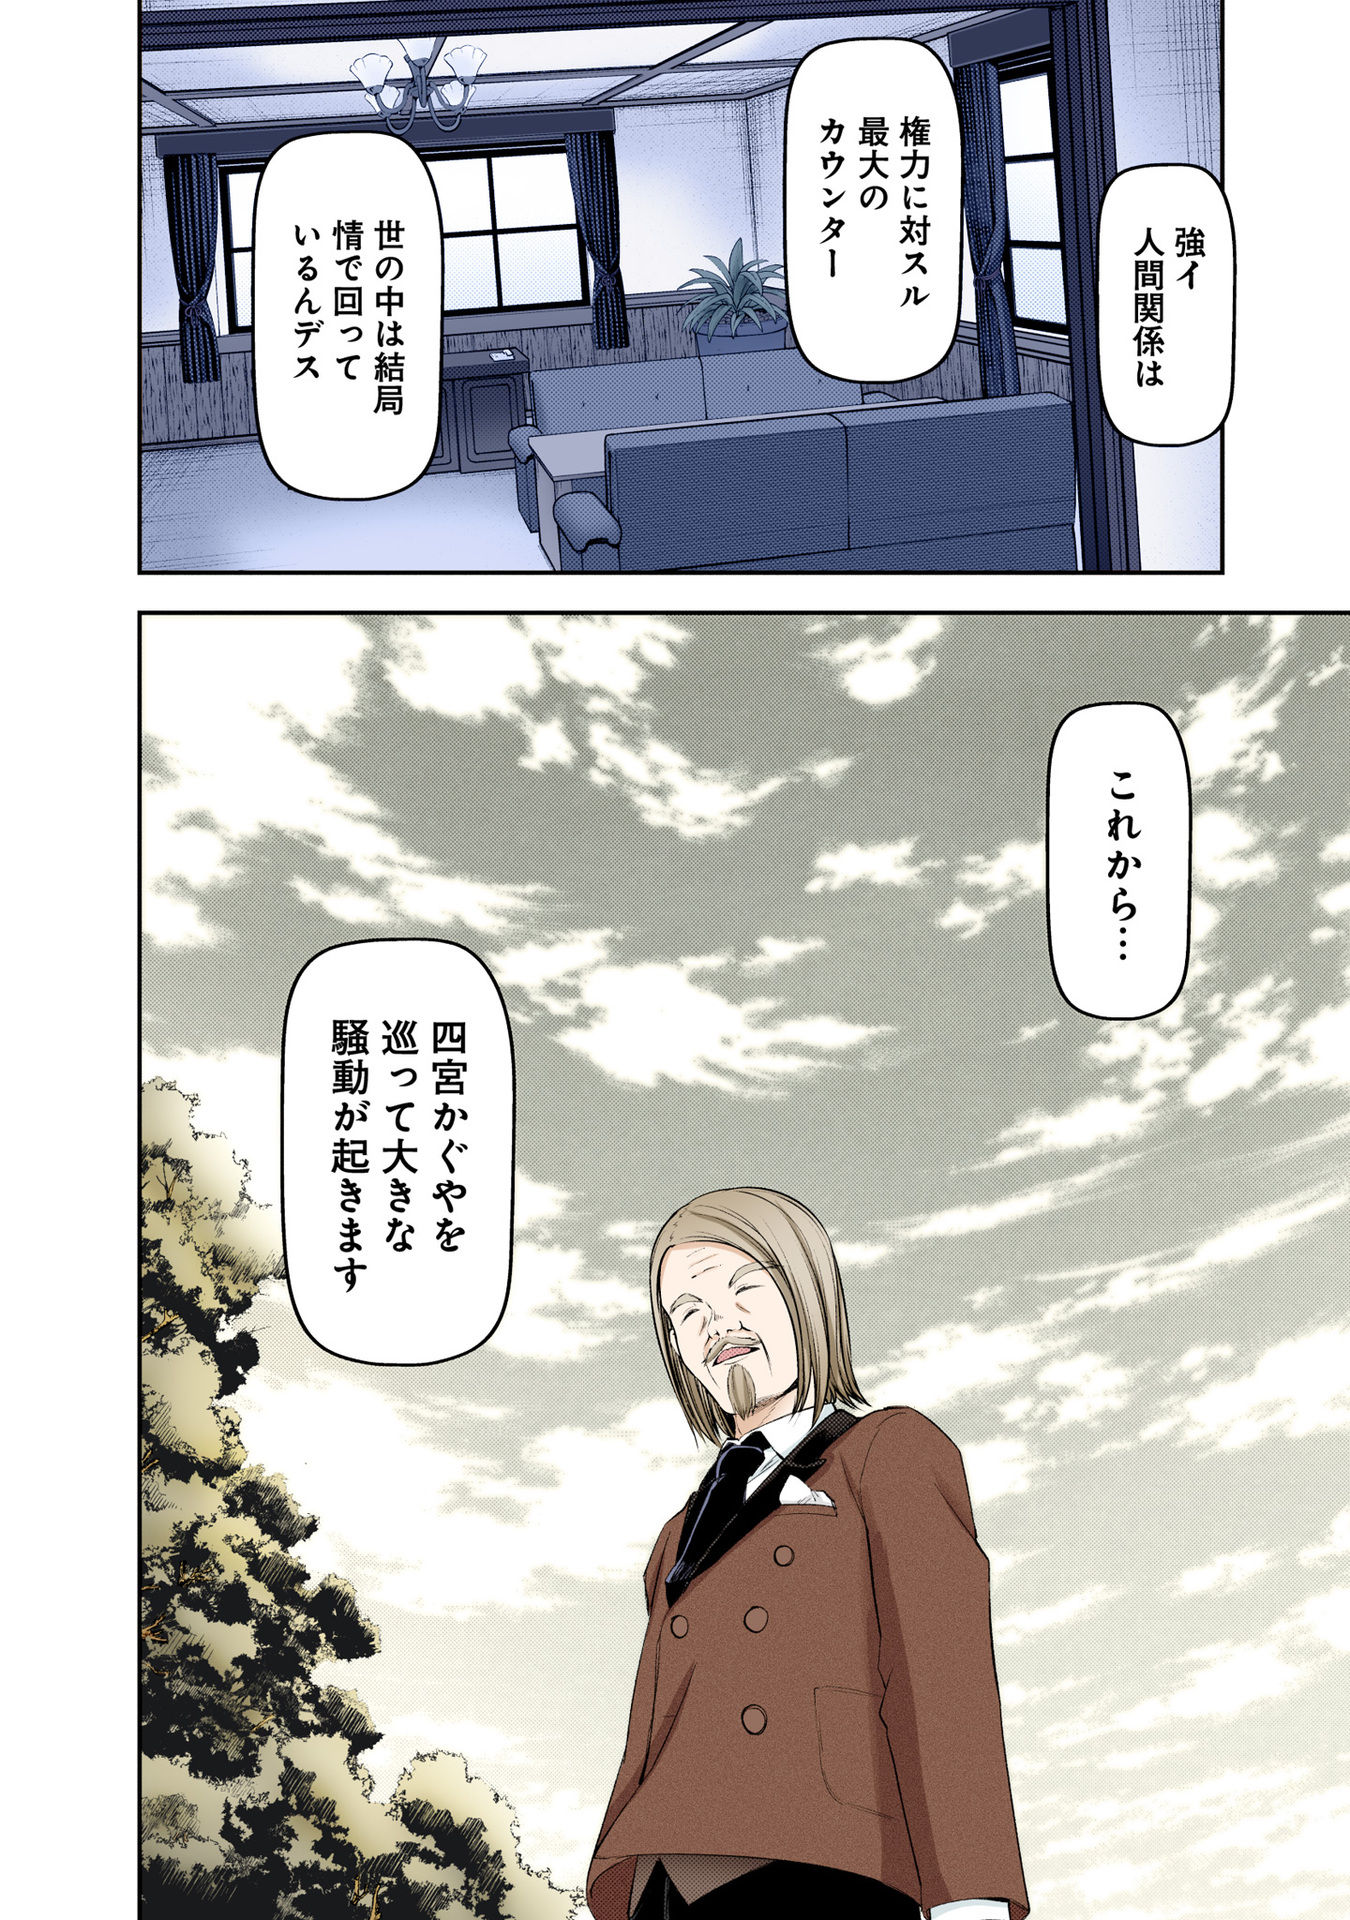 強イ
人間関係は
権力に対スル
最大の
カウンター
世の中は結局
情で回って
いるんデス
これから…
四宮かぐやを
巡って大きな
騒動が起きます